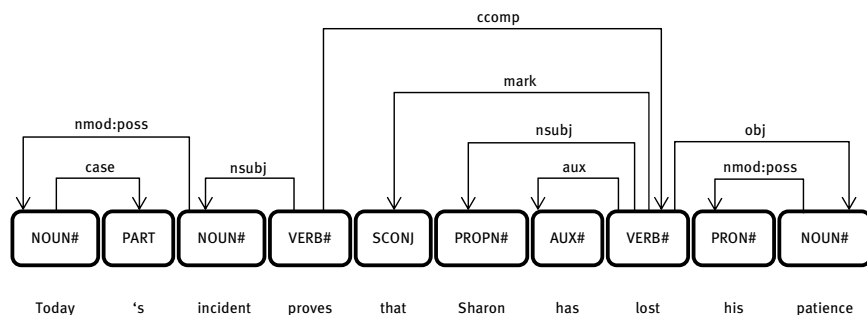 ccomp
mark
nmod:poss nsubj obj
case nsubj aux nmod:poss
NOUN# PART NOUN# VERB# SCONJ PROPN# AUX# VERB# PRON# NOUN#
Today ‘s incident proves that Sharon has lost his patience